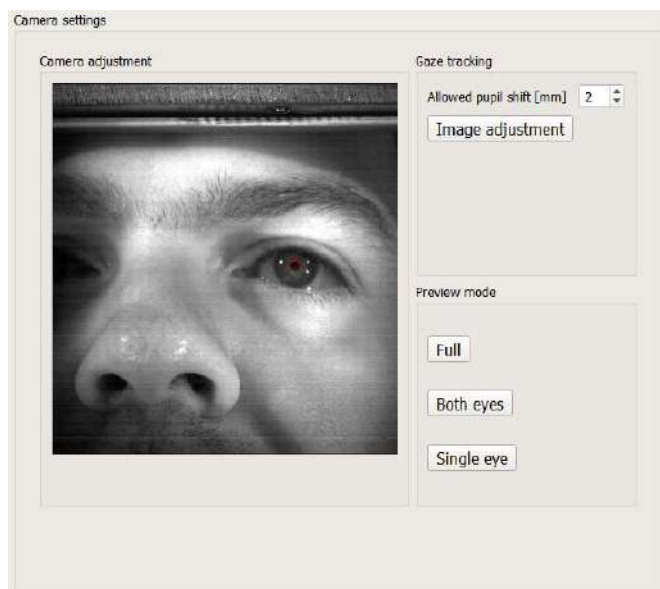 Camera settings
Camera adjustment
Gaze tracking
Allowed pupil shift [mm] 2
Image adjustment
Preview mode
Full
Both eyes
Single eye